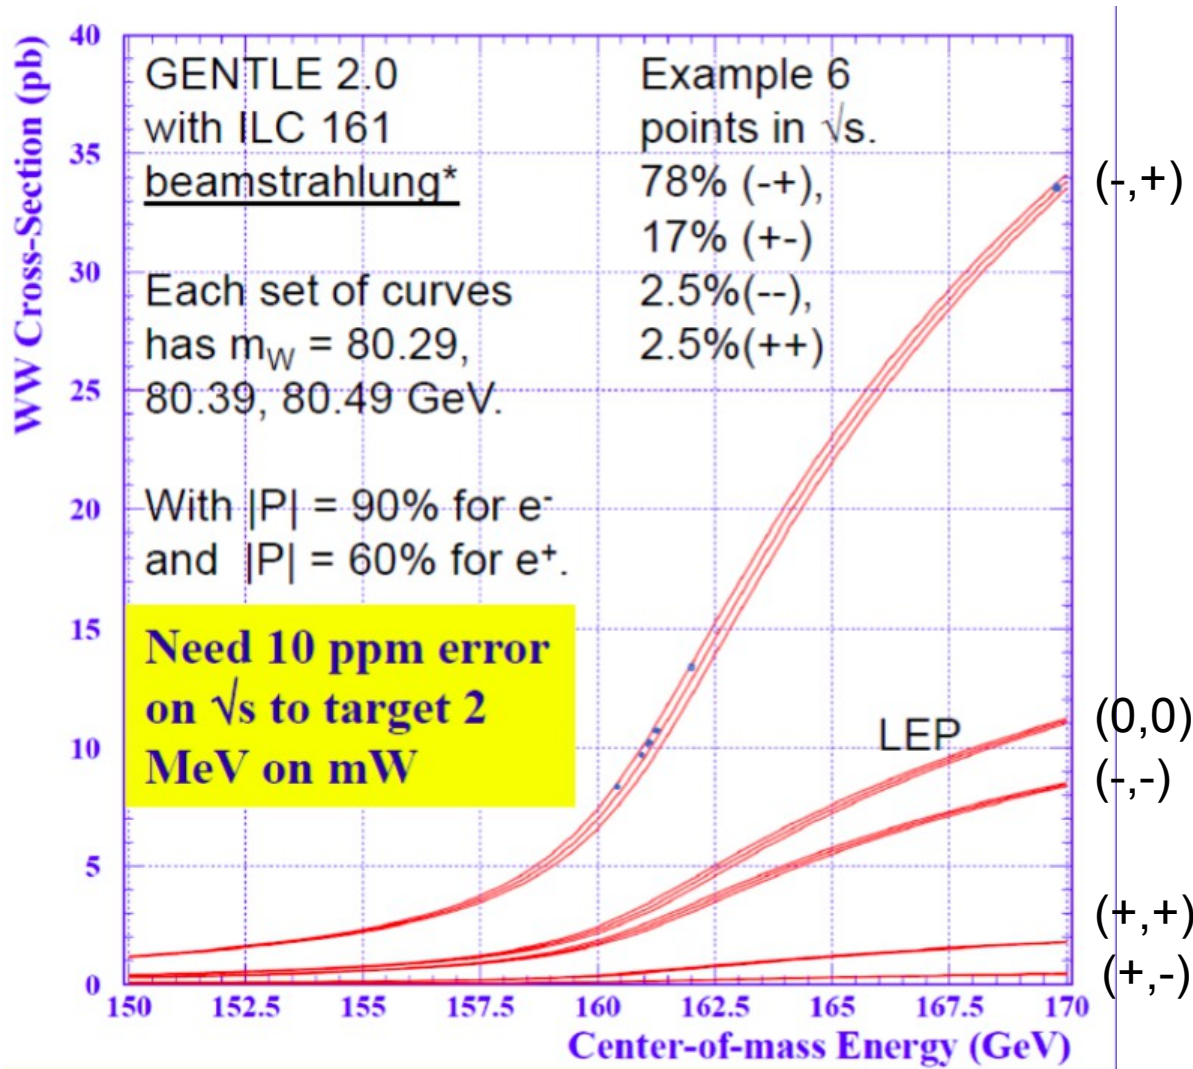 WW Cross-Section (pb)
40
35
30
25
20
15
10
5
0
GENTLE 2.0
with ILC 161
beamstrahlung*
Each set of curves
has mW = 80.29,
80.39, 80.49 GeV.
With |P| = 90% for e-
and |P| = 60% for e+.
Example 6
points in √s.
78% (-+),
17% (+-)
2.5%(--),
2.5%(++)
Need 10 ppm error
on √s to target 2
MeV on mW
LEP
(-,+)
(0,0)
(-,-)
(+,+)
(+,-)
150 152.5 155 157.5 160 162.5 165 167.5 170
Center-of-mass Energy (GeV)